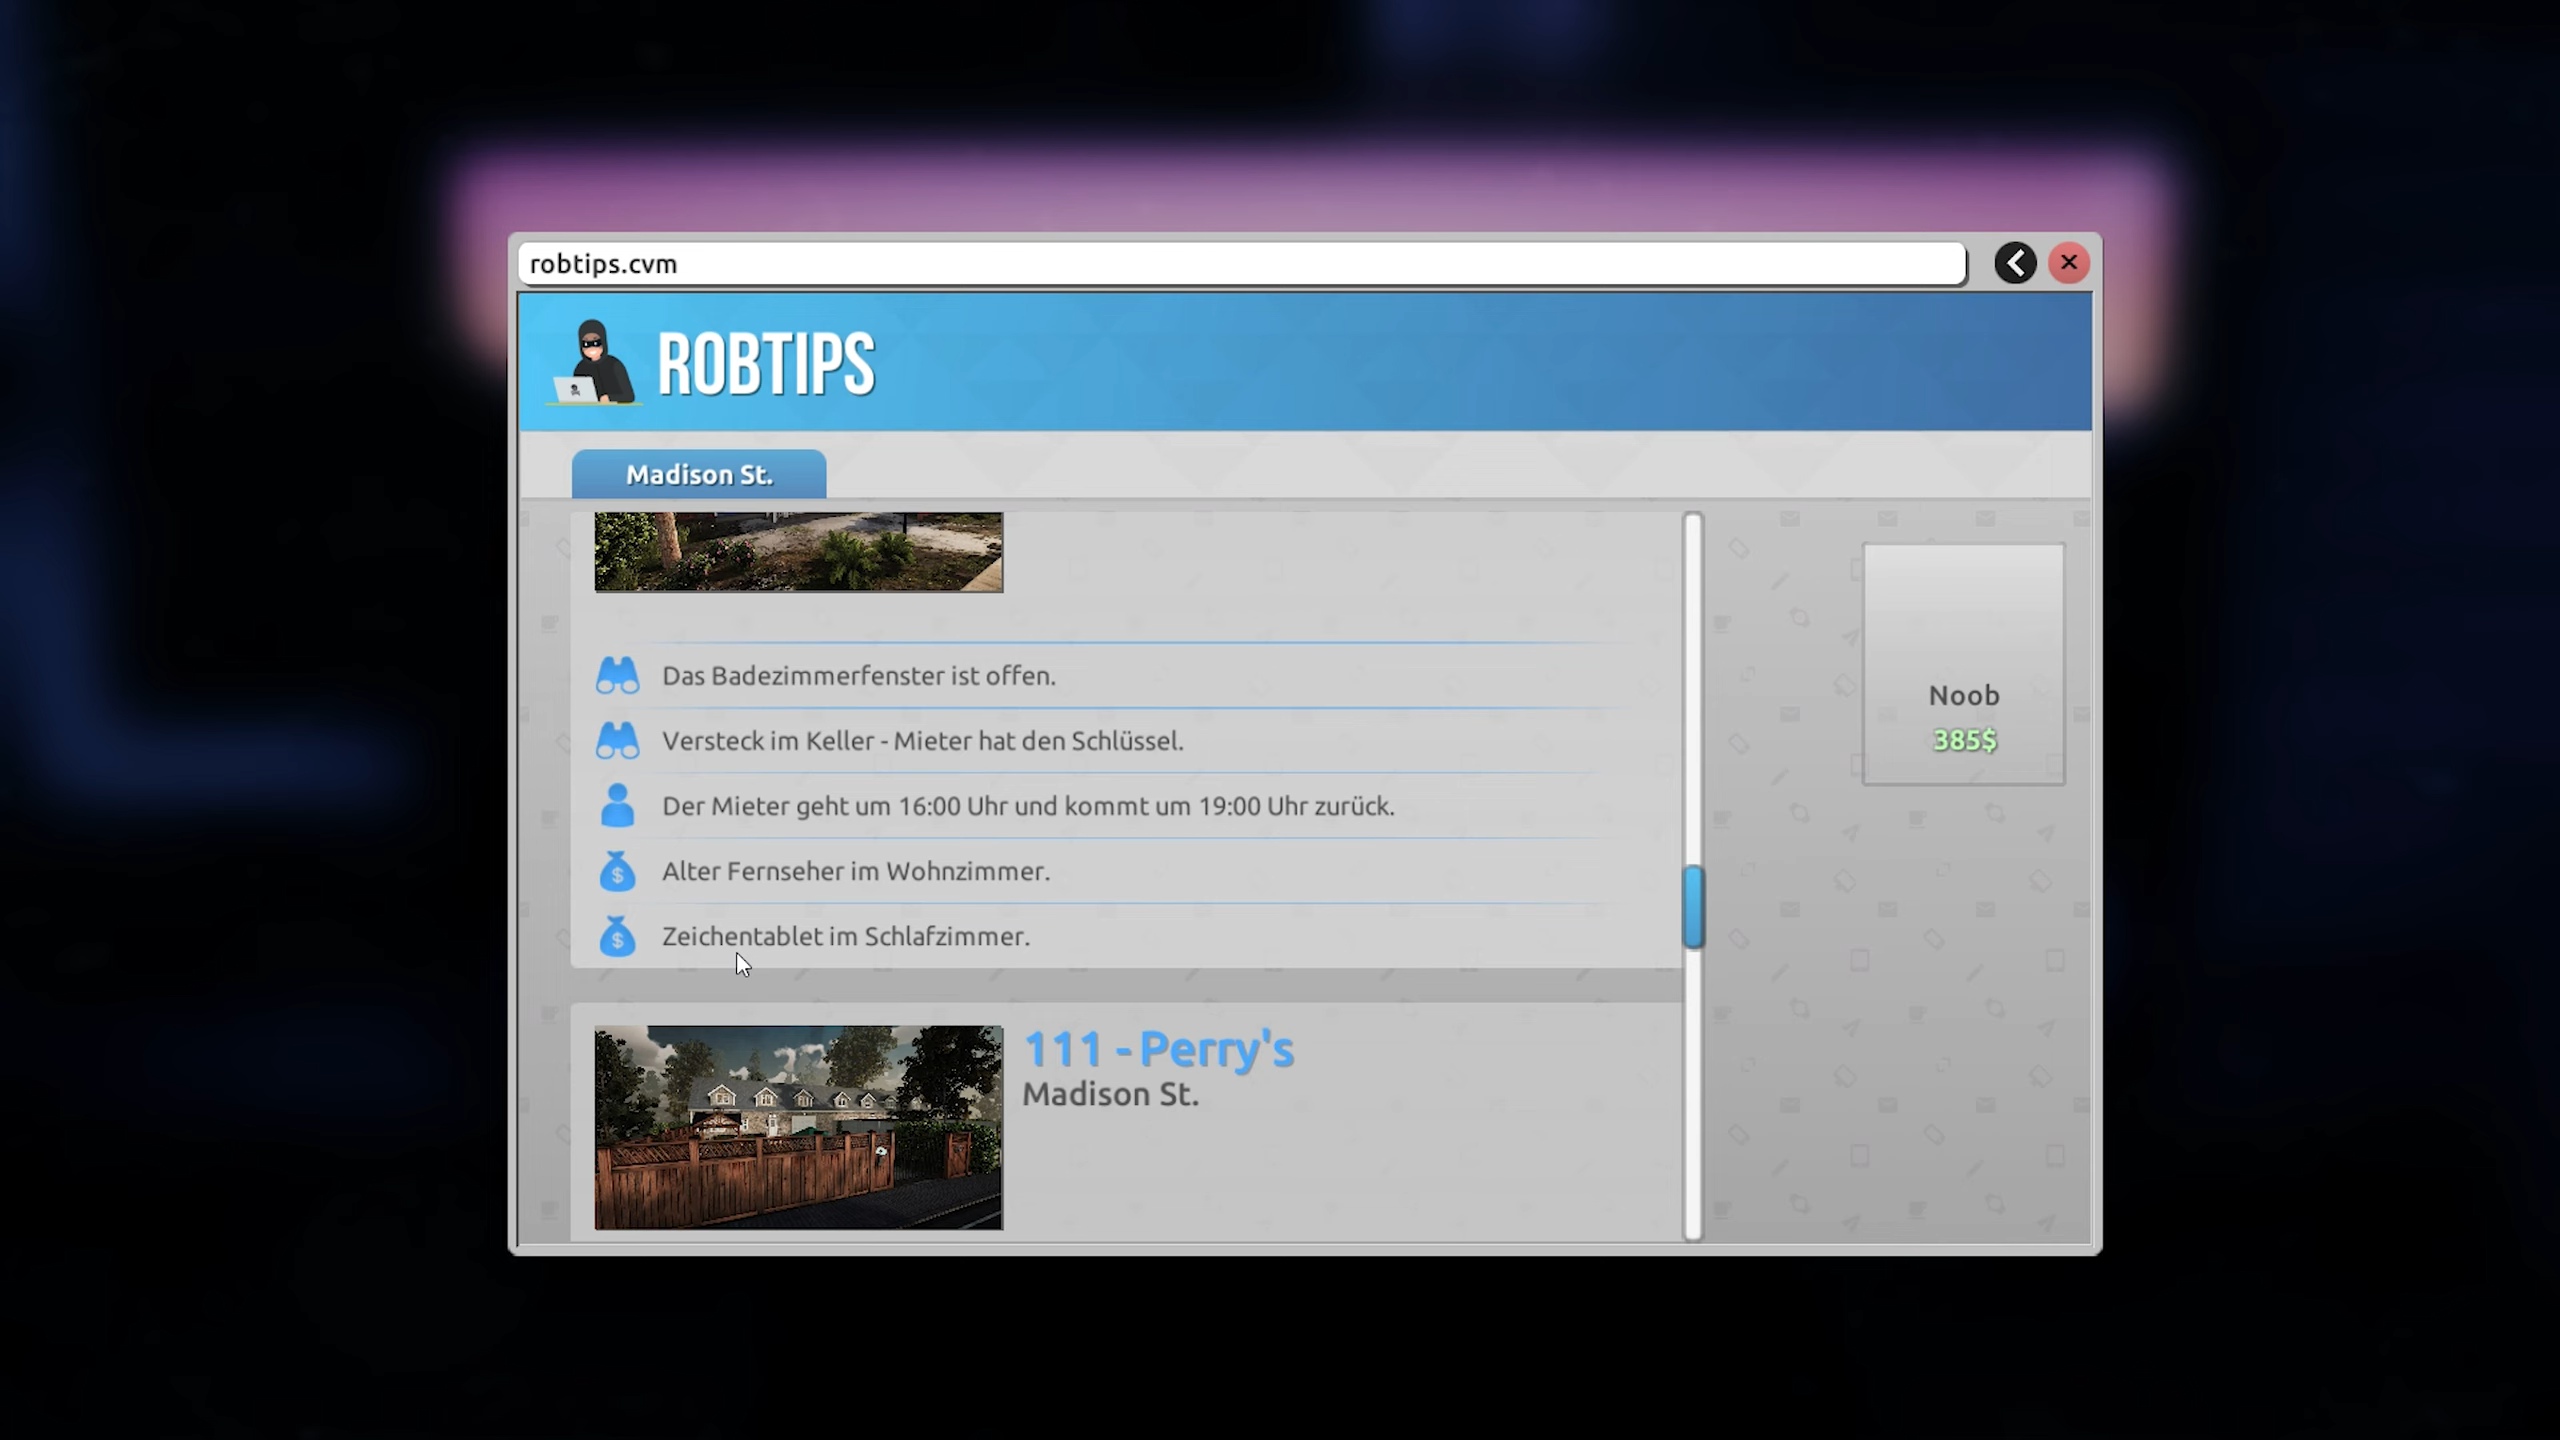 robtips.cvm
ROBTIPS
Madison St.
Das Badezimmerfenster ist offen.
Versteck im Keller - Mieter hat den Schlüssel.
Der Mieter geht um 16:00 Uhr und kommt um 19:00 Uhr zurück.
Alter Fernseher im Wohnzimmer.
Zeichentablet im Schlafzimmer.
Noob
385$
111 - Perry's
Madison St.